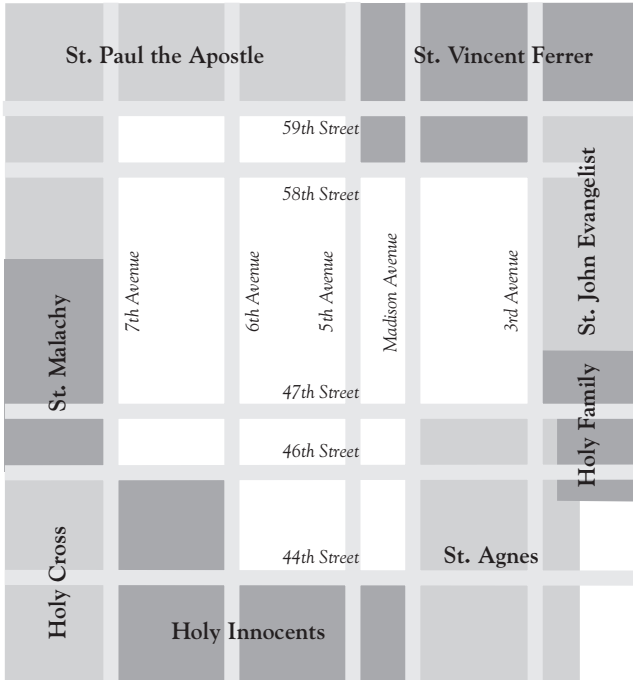 St. Paul the Apostle
St. Vincent Ferrer
59th Street
58th Street
St. John Evangelist
7th Avenue
6th Avenue
5th Avenue
Madison Avenue
3rd Avenue
St. Malachy
47th Street
Holy Family
46th Street
Holy Cross
44th Street
St. Agnes
Holy Innocents